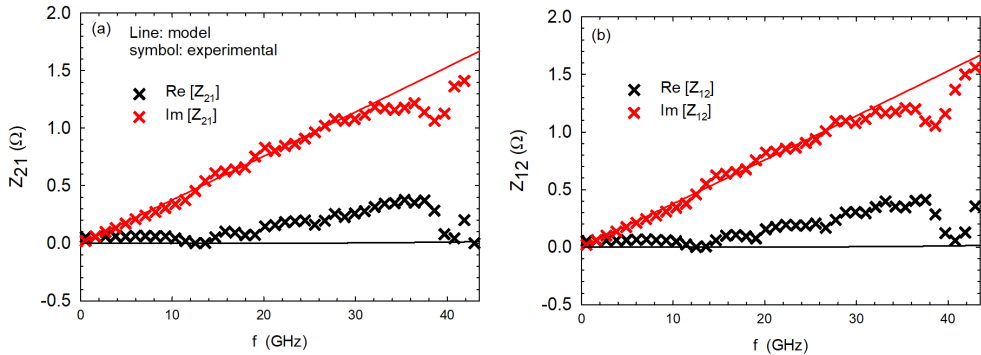 (a)
Line: model
symbol: experimental
Re [Z21]
Im [Z21]
Z21 (Ω)
2.0
1.5
1.0
0.5
0.0
-0.5
0 10 20 30 40
f (GHz)
(b)
Re [Z12]
Im [Z12]
Z12 (Ω)
2.0
1.5
1.0
0.5
0.0
-0.5
0 10 20 30 40
f (GHz)